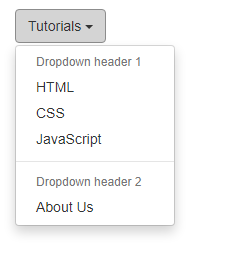 Tutorials
Dropdown header 1
HTML
CSS
JavaScript
Dropdown header 2
About Us